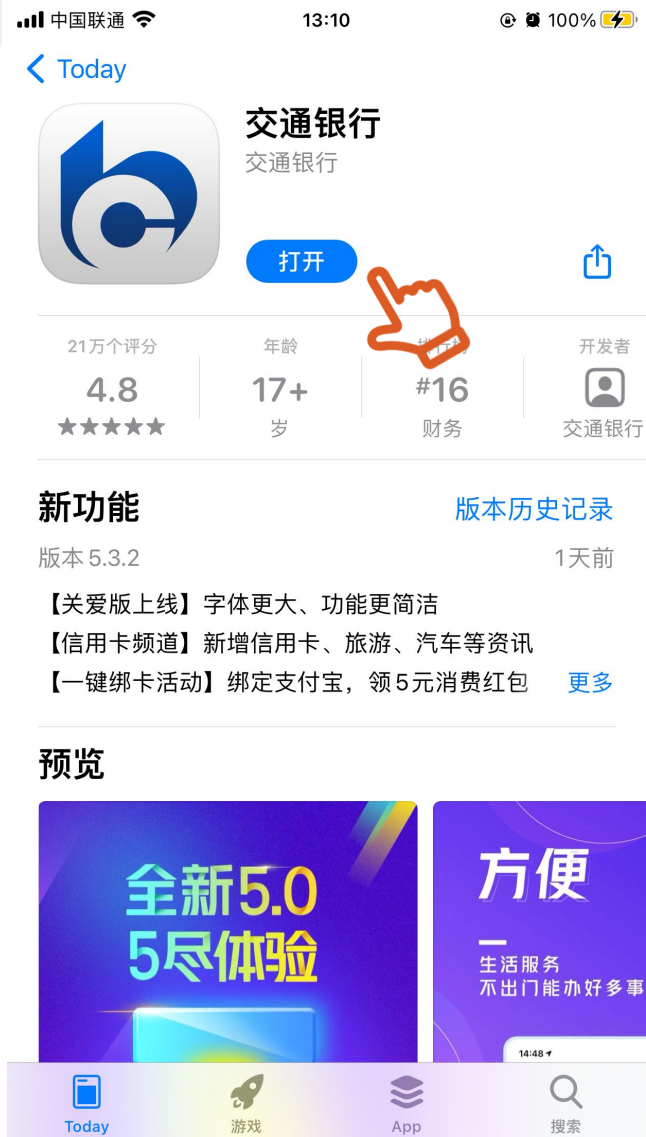 中国联通 13:10 100%
Today
交通银行
交通银行
打开
21万个评分 年龄 开发者
4.8 17+ #16
岁 财务 交通银行
新功能 版本历史记录
版本 5.3.2 1天前
【关爱版上线】字体更大、功能更简洁
【信用卡频道】新增信用卡、旅游、汽车等资讯
【一键绑卡活动】绑定支付宝，领5元消费红包 更多
预览
全新5.0
5尽体验
方便
生活服务
不出门能办好多事
14:48
Today 游戏 App 搜索